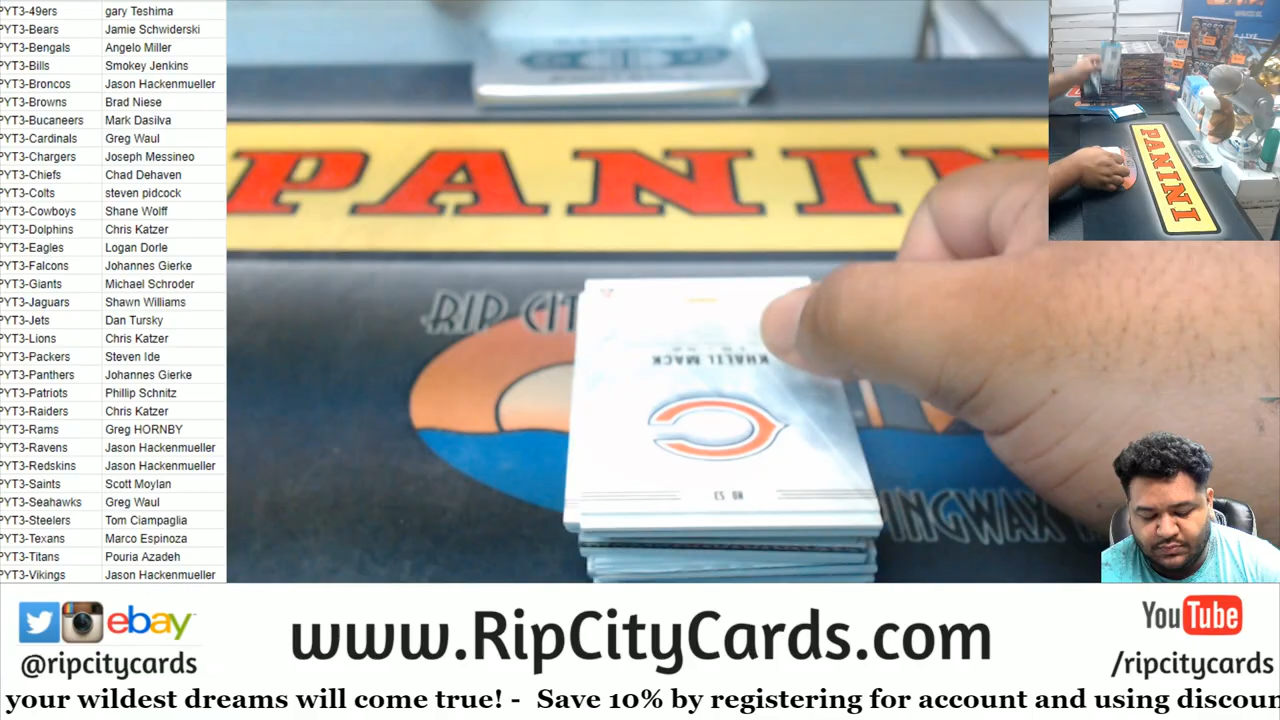 PYT3-49ers gary Teshima
PYT3-Bears Jamie Schwiderski
PYT3-Bengals Angelo Miller
PYT3-Bills Smokey Jenkins
PYT3-Broncos Jason Hackenmueller
PYT3-Browns Brad Niese
PYT3-Bucaneers Mark Dasilva
PYT3-Cardinals Greg Waul
PYT3-Chargers Joseph Messineo
PYT3-Chiefs Chad Dehaven
PYT3-Colts steven pidcock
PYT3-Cowboys Shane Wolff
PYT3-Dolphins Chris Katzer
PYT3-Eagles Logan Dorle
PYT3-Falcons Johannes Gierke
PYT3-Giants Michael Schroder
PYT3-Jaguars Shawn Williams
PYT3-Jets Dan Tursky
PYT3-Lions Chris Katzer
PYT3-Packers Steven Ide
PYT3-Panthers Johannes Gierke
PYT3-Patriots Phillip Schnitz
PYT3-Raiders Chris Katzer
PYT3-Rams Greg HORNBY
PYT3-Ravens Jason Hackenmueller
PYT3-Redskins Jason Hackenmueller
PYT3-Saints Scott Moylan
PYT3-Seahawks Greg Waul
PYT3-Steelers Tom Ciampaglia
PYT3-Texans Marco Espinoza
PYT3-Titans Pouria Azadeh
PYT3-Vikings Jason Hackenmueller
PANINI
RIP CIT
KHALIL MACK
NO 53
INGWAX
PANINI
ebay
@ripcitycards
www.RipCityCards.com
YouTube
/ripcitycards
your wildest dreams will come true! - Save 10% by registering for account and using discoun